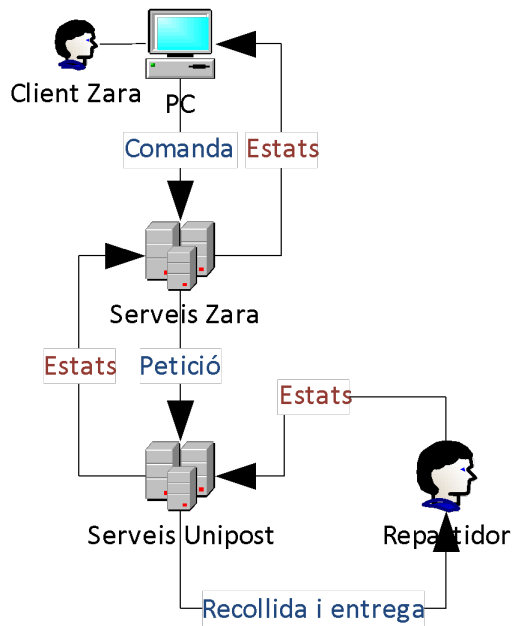 Client Zara
PC
Comanda
Estats
Serveis Zara
Estats
Petició
Estats
Serveis Unipost
Repartidor
Recollida i entrega